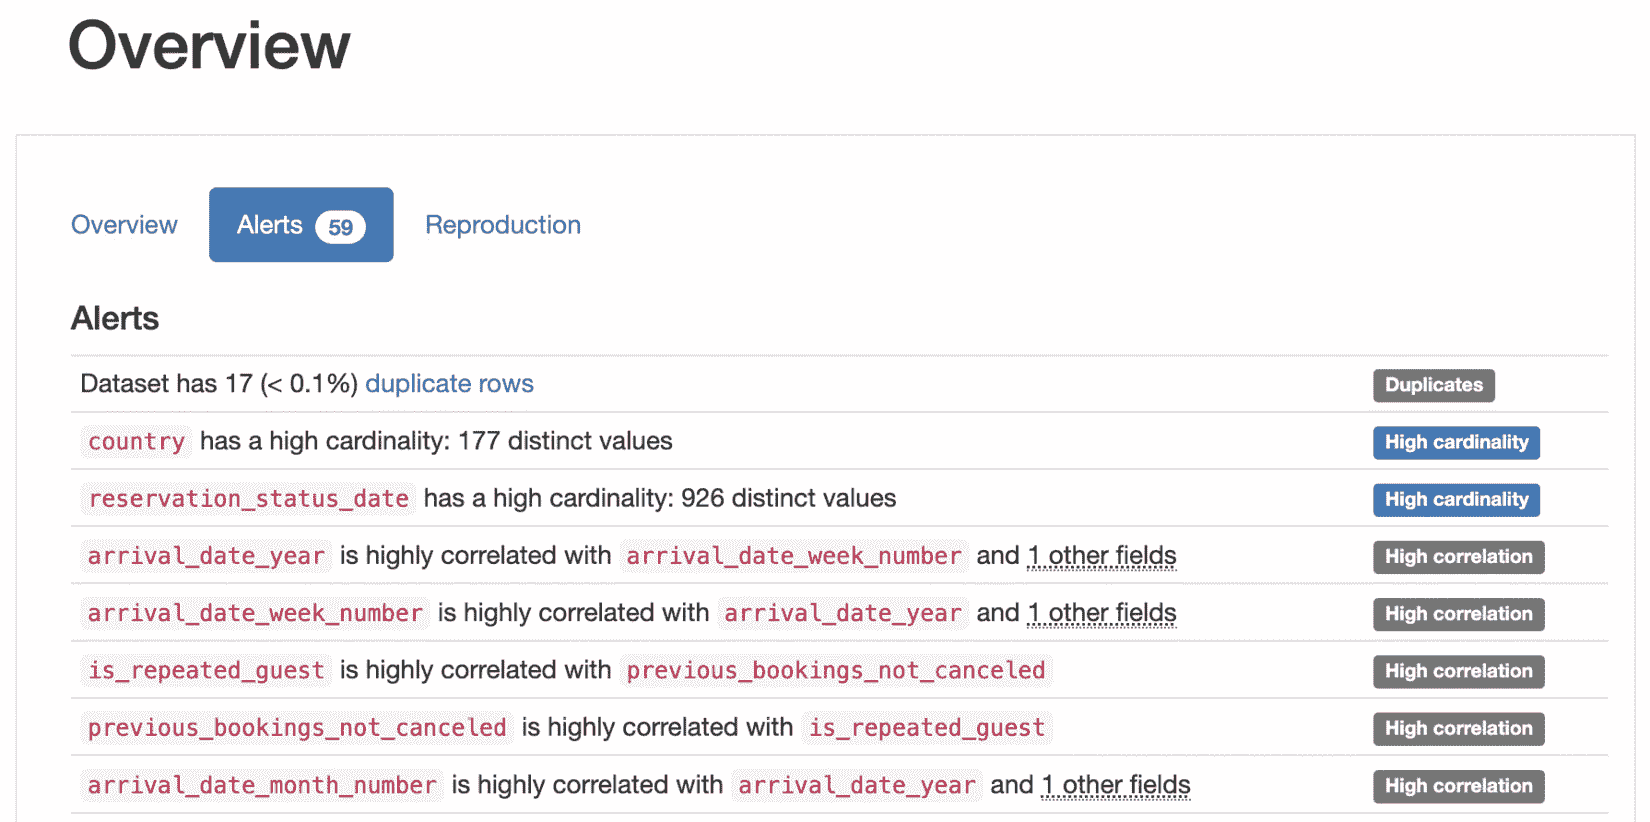 Overview
Overview Alerts 59 Reproduction
Alerts
Dataset has 17 (< 0.1%) duplicate rows Duplicates
country has a high cardinality: 177 distinct values High cardinality
reservation_status_date has a high cardinality: 926 distinct values High cardinality
arrival_date_year is highly correlated with arrival_date_week_number and 1 other fields High correlation
arrival_date_week_number is highly correlated with arrival_date_year and 1 other fields High correlation
is_repeated_guest is highly correlated with previous_bookings_not_canceled High correlation
previous_bookings_not_canceled is highly correlated with is_repeated_guest High correlation
arrival_date_month_number is highly correlated with arrival_date_year and 1 other fields High correlation